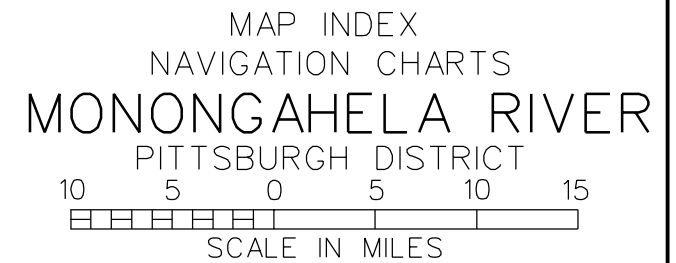 MAP INDEX
NAVIGATION CHARTS
MONONGAHELA RIVER
PITTSBURGH DISTRICT
10 5 0 5 10 15
SCALE IN MILES